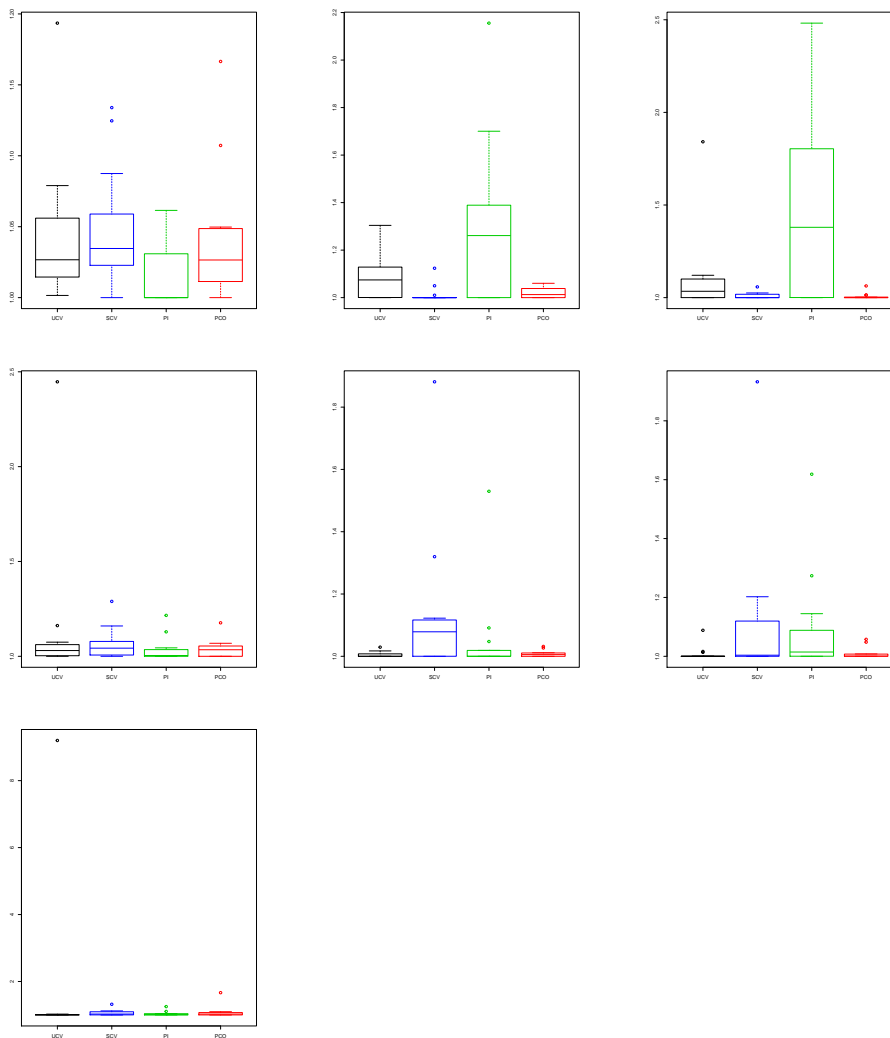 1.00 1.05 1.10 1.15 1.20
UCV SCV PI PCO
1.0 1.2 1.4 1.6 1.8 2.0 2.2
UCV SCV PI PCO
1.0 1.5 2.0 2.5
UCV SCV PI PCO
1.0 1.5 2.0 2.5
UCV SCV PI PCO
1.0 1.2 1.4 1.6 1.8
UCV SCV PI PCO
1.0 1.2 1.4 1.6 1.8
UCV SCV PI PCO
2 4 6 8
UCV SCV PI PCO